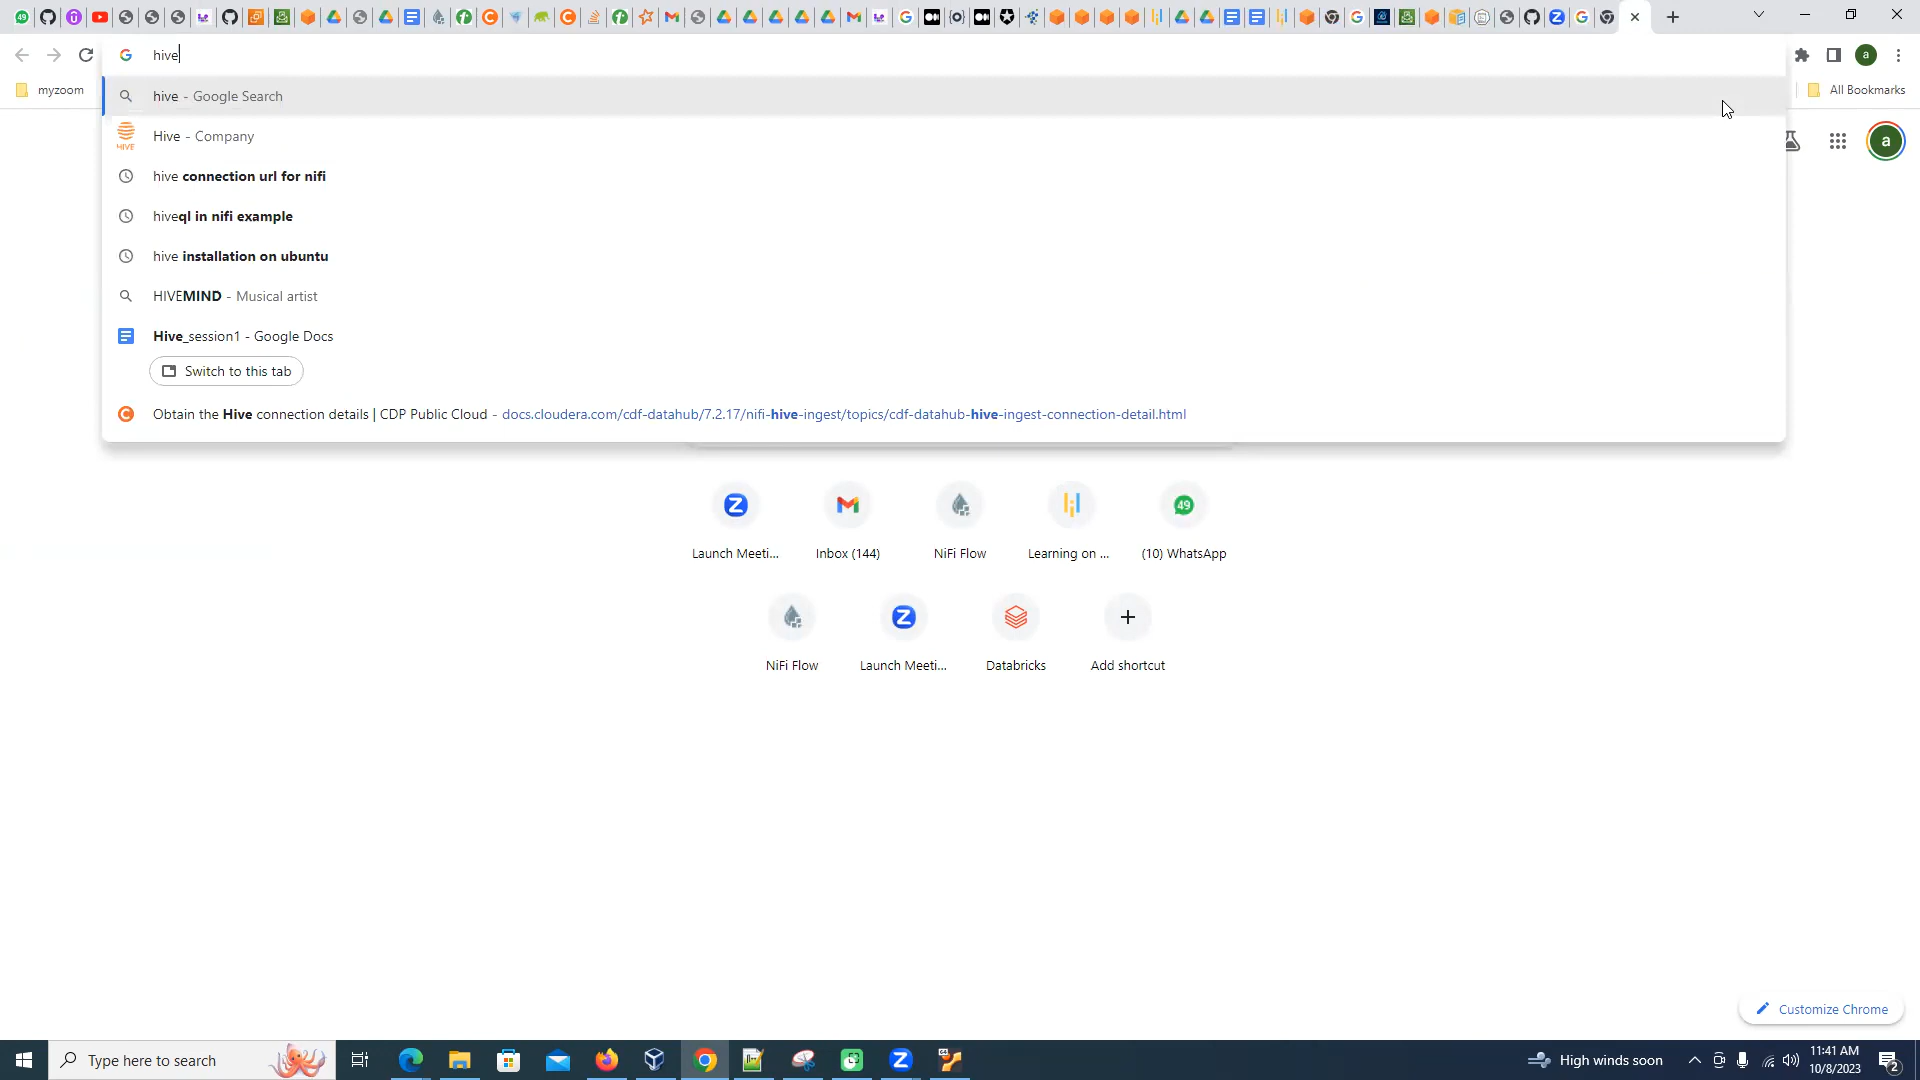 hive
myzoom
All Bookmarks
hive - Google Search
Hive - Company
HIVE
hive connection url for nifi
hiveql in nifi example
hive installation on ubuntu
HIVEMIND - Musical artist
Hive_session1 - Google Docs
Switch to this tab
Obtain the Hive connection details | CDP Public Cloud - docs.cloudera.com/cdf-datahub/7.2.17/nifi-hive-ingest/topics/cdf-datahub-hive-ingest-connection-detail.html
a
a
49
Launch Meeti...
Inbox (144)
NiFi Flow
Learning on ...
(10) WhatsApp
NiFi Flow
Launch Meeti...
Databricks
Add shortcut
Customize Chrome
Type here to search
High winds soon
11:41 AM
10/8/2023
2